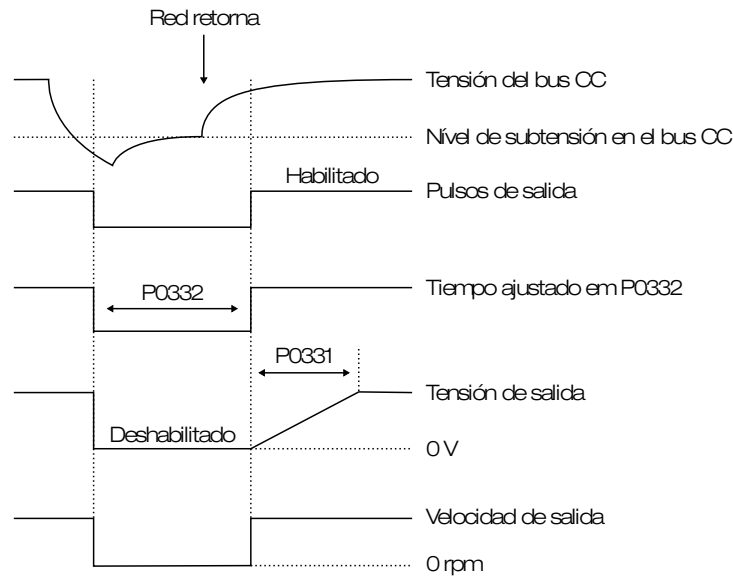 Red retorna
Tensión del bus CC
Nível de subtensión en el bus CC
Habilitado
Pulsos de salida
P0332
Tiempo ajustado em P0332
P0331
Tensión de salida
Deshabilitado
0 V
Velocidad de salida
0 rpm